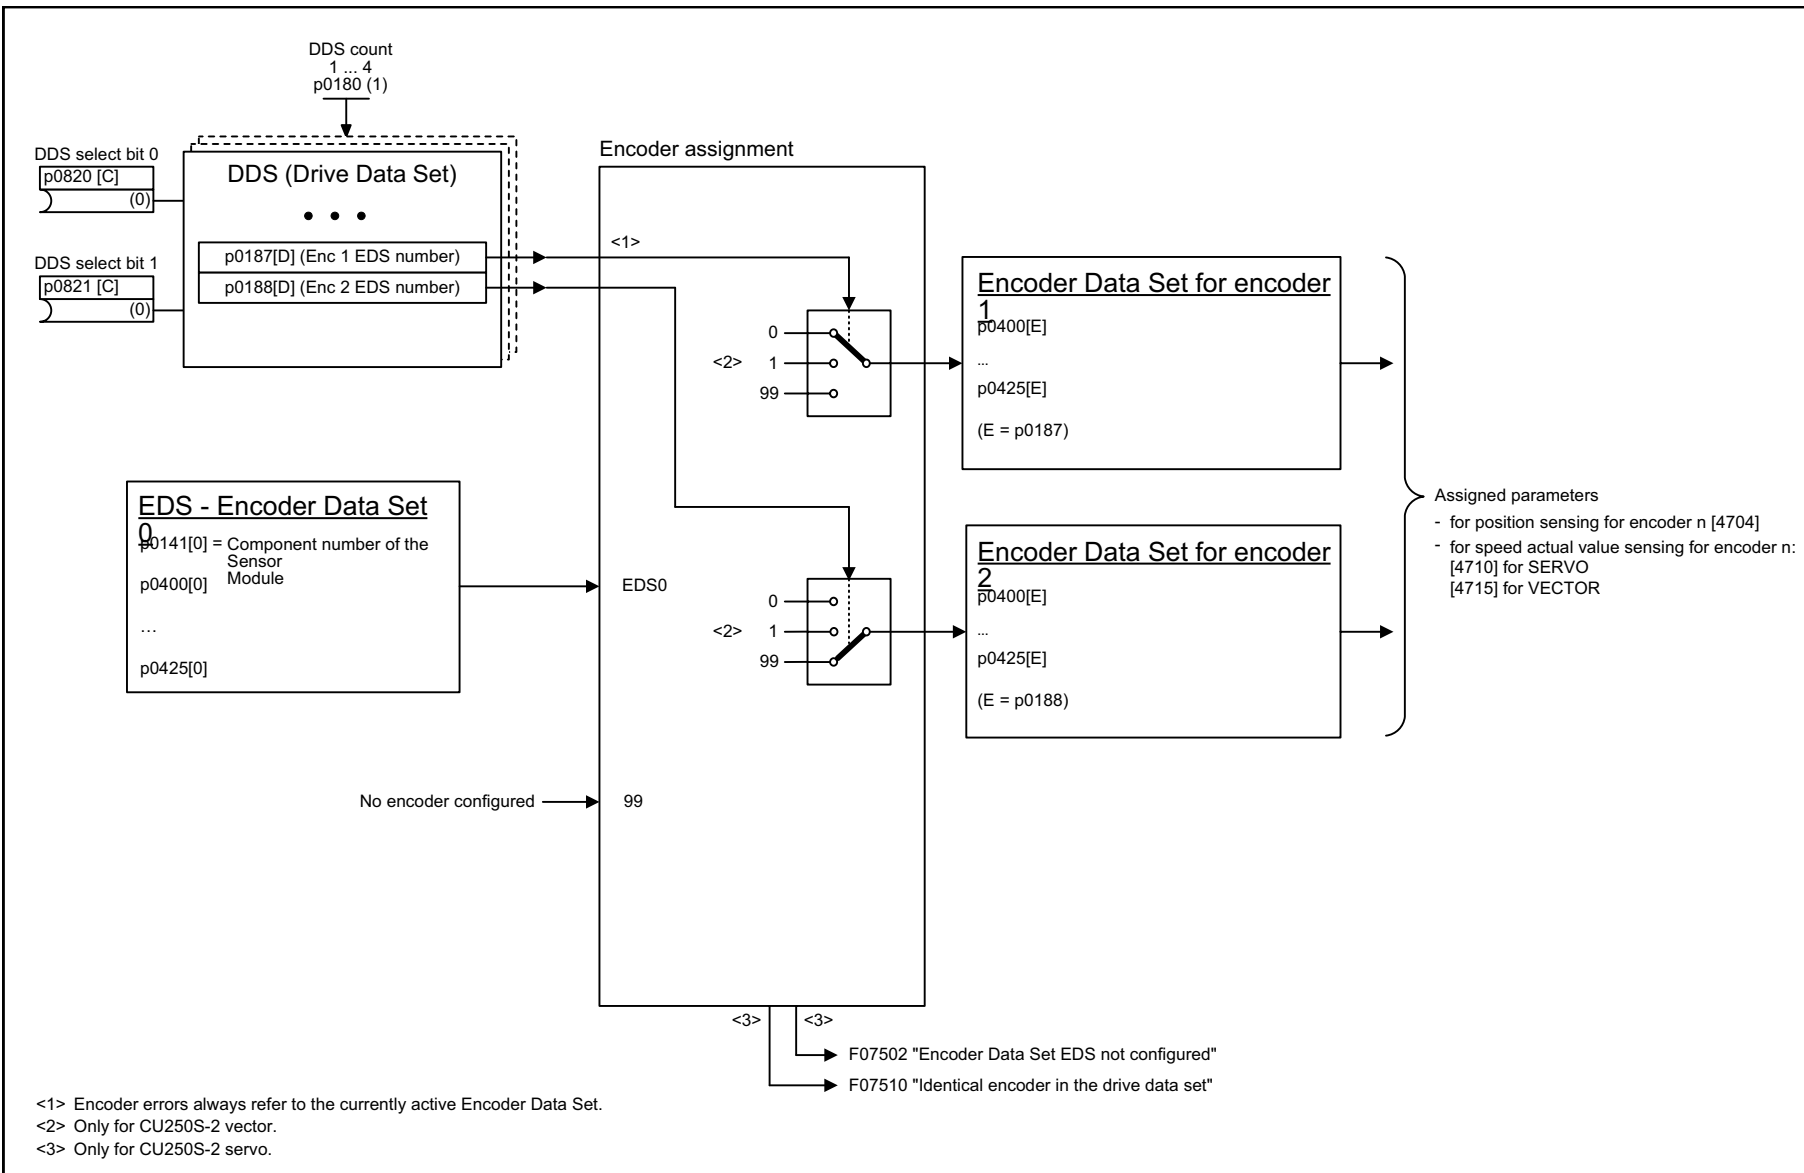 DDS count
1 ... 4
p0180 (1)
DDS select bit 0
p0820 [C]
(0)
DDS select bit 1
p0821 [C]
(0)
DDS (Drive Data Set)
• • •
p0187[D] (Enc 1 EDS number)
p0188[D] (Enc 2 EDS number)
Encoder assignment
<1>
0
<2> 1
99
Encoder Data Set for encoder
1
p0400[E]
...
p0425[E]
(E = p0187)
EDS - Encoder Data Set
0
p0141[0] = Component number of the
Sensor
Module
p0400[0]
…
p0425[0]
EDS0
0
<2> 1
99
Encoder Data Set for encoder
2
p0400[E]
...
p0425[E]
(E = p0188)
Assigned parameters
- for position sensing for encoder n [4704]
- for speed actual value sensing for encoder n:
[4710] for SERVO
[4715] for VECTOR
No encoder configured
99
<3> <3>
F07502 "Encoder Data Set EDS not configured"
F07510 "Identical encoder in the drive data set"
<1> Encoder errors always refer to the currently active Encoder Data Set.
<2> Only for CU250S-2 vector.
<3> Only for CU250S-2 servo.